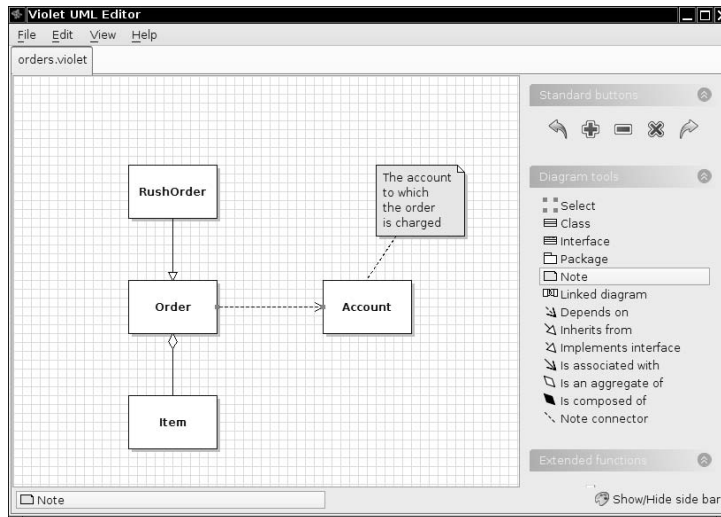 Violet UML Editor
File Edit View Help
orders.violet
Standard buttons
Diagram tools
Select
Class
Interface
Package
Note
Linked diagram
Depends on
Inherits from
Implements interface
Is associated with
Is an aggregate of
Is composed of
Note connector
Extended functions
RushOrder
The account
to which
the order
is charged
Order
Account
Item
Note
Show/Hide side bar